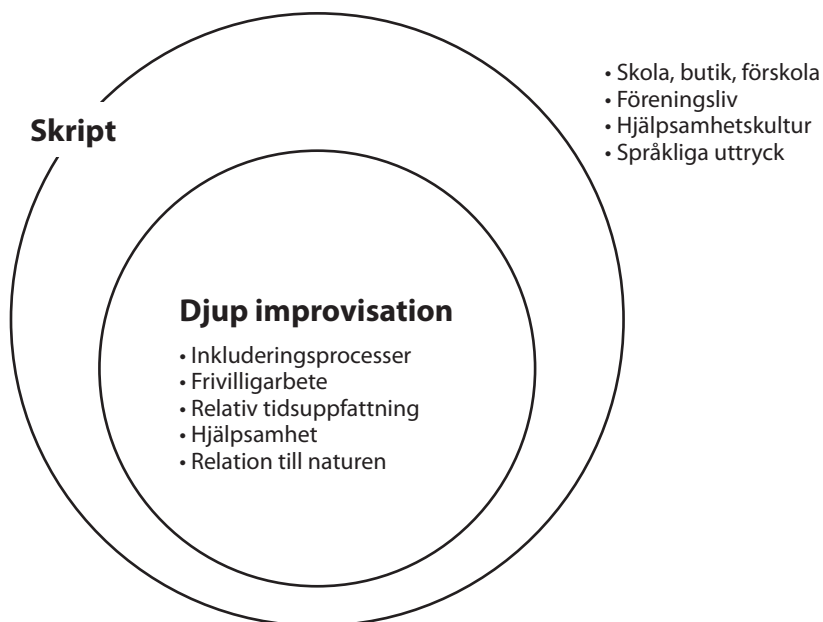 • Skola, butik, förskola
• Föreningsliv
• Hjälpsamhetskultur
• Språkliga uttryck
Skript
Djup improvisation
• Inkluderingsprocesser
• Frivilligarbete
• Relativ tidsuppfattning
• Hjälpsamhet
• Relation till naturen